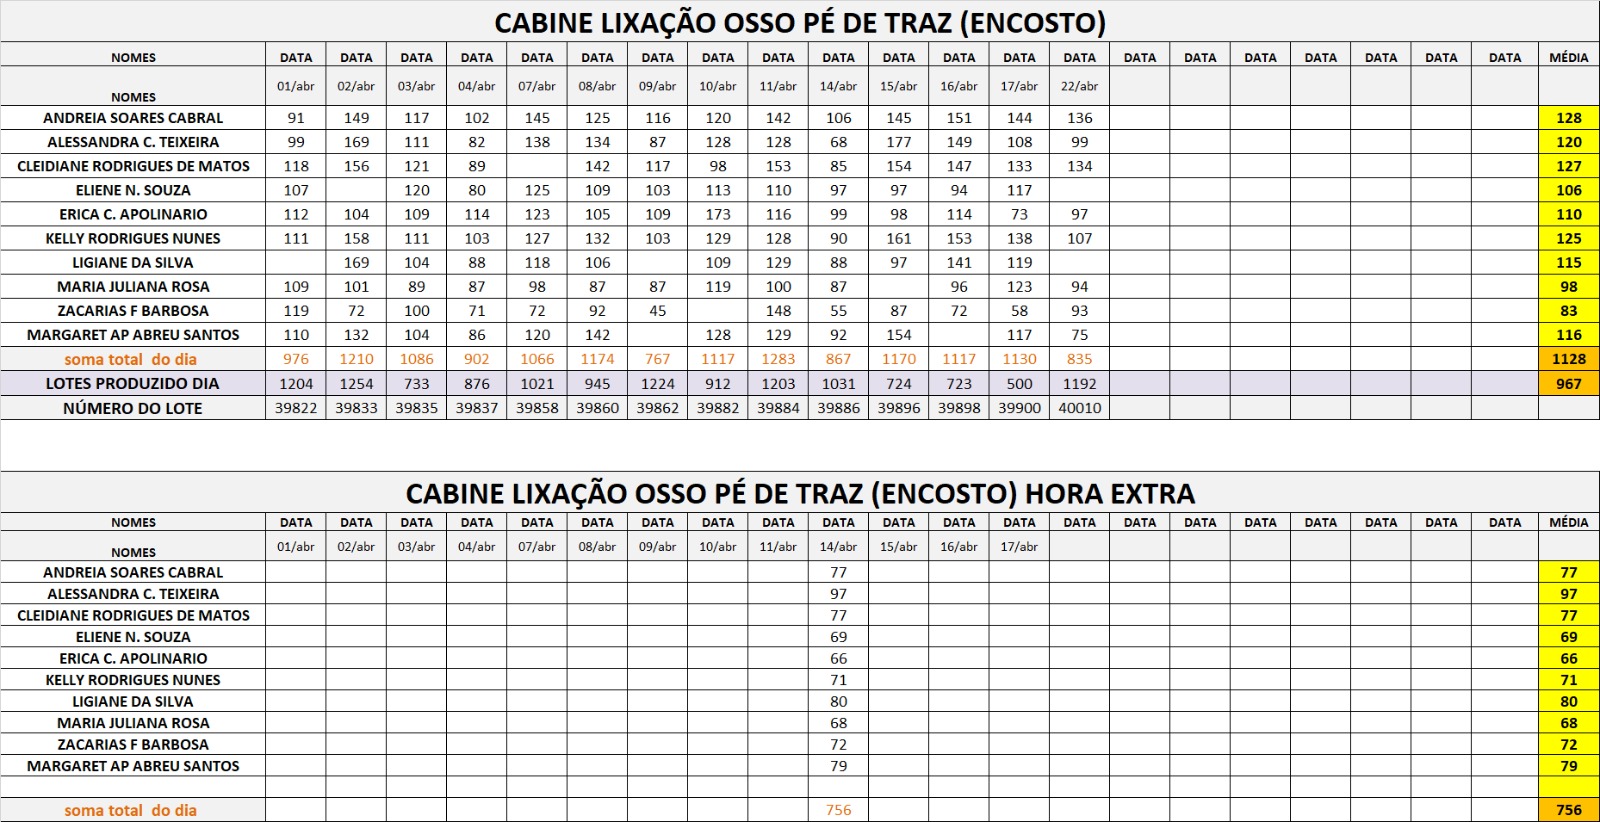 CABINE LIXAÇÃO OSSO PÉ DE TRAZ (ENCOSTO)
NOMES DATA DATA DATA DATA DATA DATA DATA DATA DATA DATA DATA DATA DATA DATA DATA DATA DATA DATA DATA DATA DATA MÉDIA
NOMES 01/abr 02/abr 03/abr 04/abr 07/abr 08/abr 09/abr 10/abr 11/abr 14/abr 15/abr 16/abr 17/abr 22/abr
ANDREIA SOARES CABRAL 91 149 117 102 145 125 116 120 142 106 145 151 144 136 128
ALESSANDRA C. TEIXEIRA 99 169 111 82 138 134 87 128 128 68 177 149 108 99 120
CLEIDIANE RODRIGUES DE MATOS 118 156 121 89 142 117 98 153 85 154 147 133 134 127
ELIENE N. SOUZA 107 120 80 125 109 103 113 110 97 97 94 117 106
ERICA C. APOLINARIO 112 104 109 114 123 105 109 173 116 99 98 114 73 97 110
KELLY RODRIGUES NUNES 111 158 111 103 127 132 103 129 128 90 161 153 138 107 125
LIGIANE DA SILVA 169 104 88 118 106 109 129 88 97 141 119 115
MARIA JULIANA ROSA 109 101 89 87 98 87 87 119 100 87 96 123 94 98
ZACARIAS F BARBOSA 119 72 100 71 72 92 45 148 55 87 72 58 93 83
MARGARET AP ABREU SANTOS 110 132 104 86 120 142 128 129 92 154 117 75 116
soma total do dia 976 1210 1086 902 1066 1174 767 1117 1283 867 1170 1117 1130 835 1128
LOTES PRODUZIDO DIA 1204 1254 733 876 1021 945 1224 912 1203 1031 724 723 500 1192 967
NÚMERO DO LOTE 39822 39833 39835 39837 39858 39860 39862 39882 39884 39886 39896 39898 39900 40010
CABINE LIXAÇÃO OSSO PÉ DE TRAZ (ENCOSTO) HORA EXTRA
NOMES DATA DATA DATA DATA DATA DATA DATA DATA DATA DATA DATA DATA DATA DATA DATA DATA DATA DATA DATA DATA DATA MÉDIA
NOMES 01/abr 02/abr 03/abr 04/abr 07/abr 08/abr 09/abr 10/abr 11/abr 14/abr 15/abr 16/abr 17/abr
ANDREIA SOARES CABRAL 77 77
ALESSANDRA C. TEIXEIRA 97 97
CLEIDIANE RODRIGUES DE MATOS 77 77
ELIENE N. SOUZA 69 69
ERICA C. APOLINARIO 66 66
KELLY RODRIGUES NUNES 71 71
LIGIANE DA SILVA 80 80
MARIA JULIANA ROSA 68 68
ZACARIAS F BARBOSA 72 72
MARGARET AP ABREU SANTOS 79 79
soma total do dia 756 756